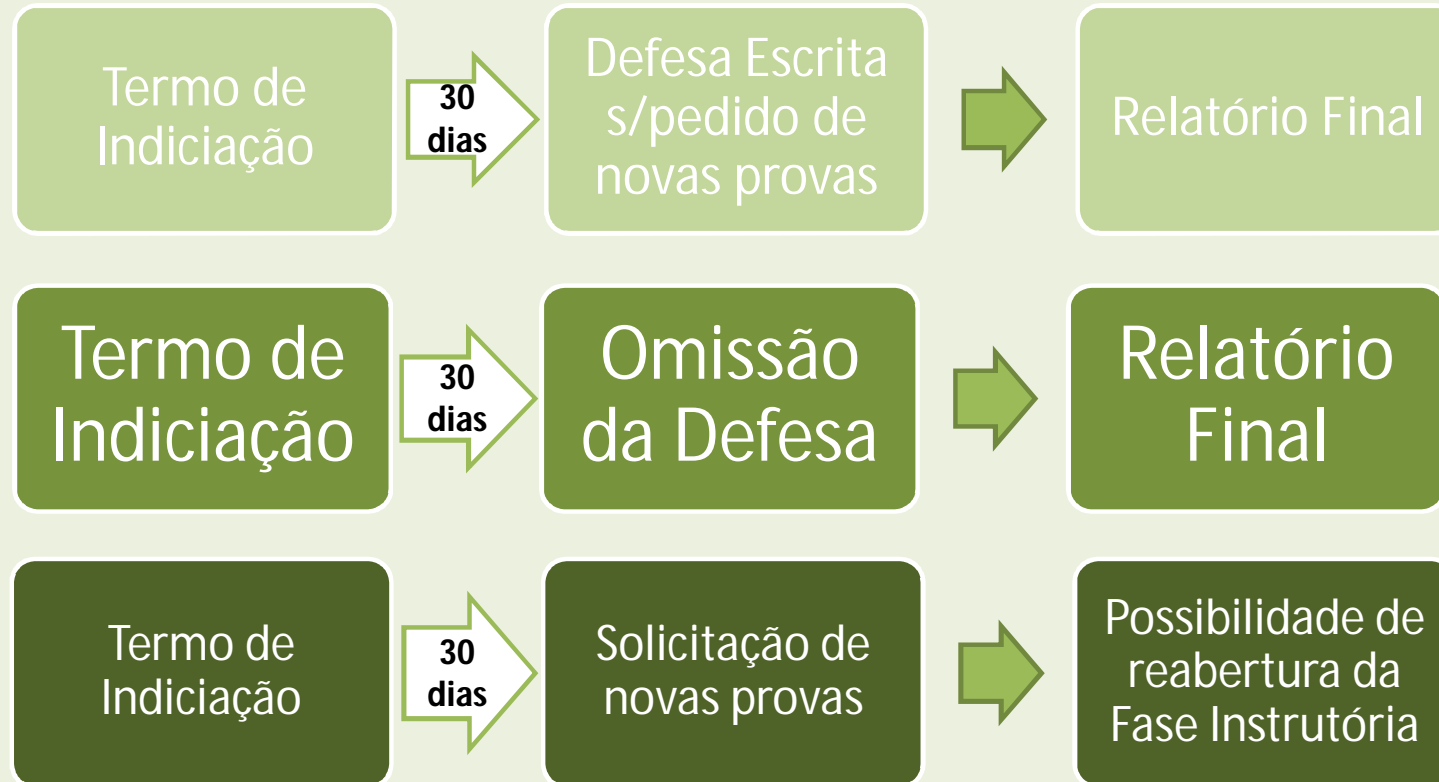 Termo de
Indiciação
30
dias
Defesa Escrita
s/pedido de
novas provas
Relatório Final
Termo de
Indiciação
30
dias
Omissão
da Defesa
Relatório
Final
Termo de
Indiciação
30
dias
Solicitação de
novas provas
Possibilidade de
reabertura da
Fase Instrutória